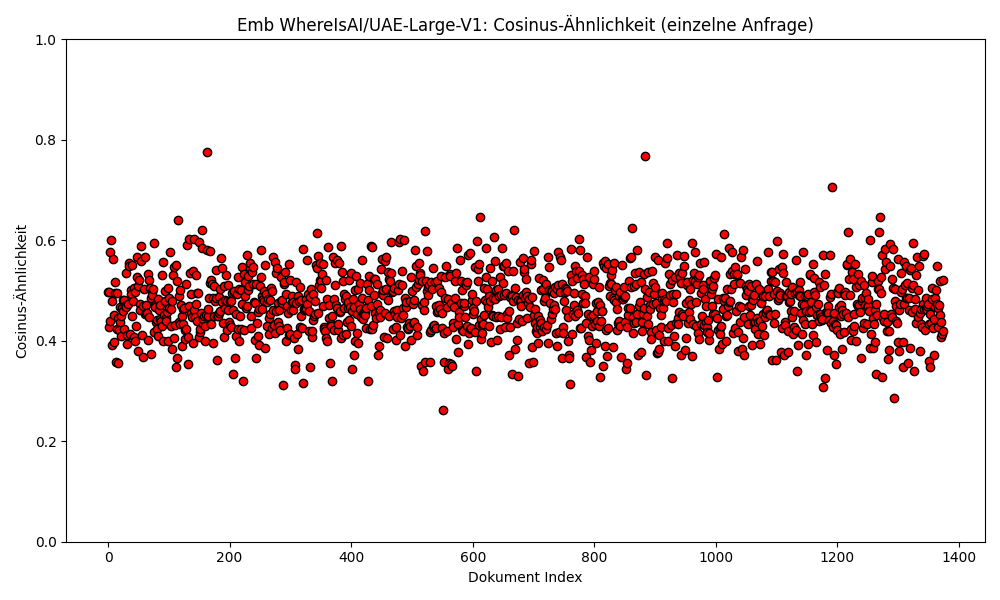 Emb WhereIsAI/UAE-Large-V1: Cosinus-Ähnlichkeit (einzelne Anfrage)
1.0
0.8
0.6
0.4
0.2
0.0
Cosinus-Ähnlichkeit
0 200 400 600 800 1000 1200 1400
Dokument Index